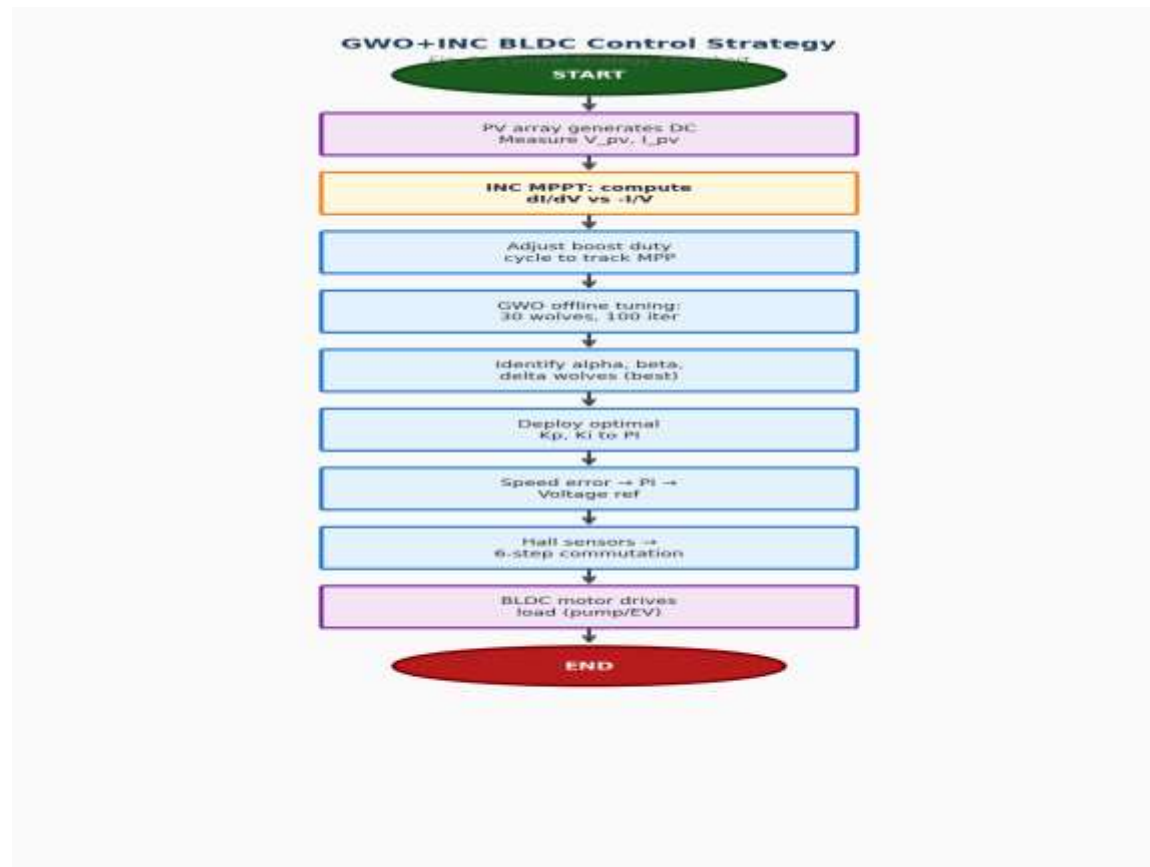 GWO+INC BLDC Control Strategy
START
PV array generates DC
Measure V_pv, I_pv
INC MPPT: compute
dI/dV vs -I/V
Adjust boost duty
cycle to track MPP
GWO offline tuning:
30 wolves, 100 iter
Identify alpha, beta,
delta wolves (best)
Deploy optimal
Kp, Ki to PI
Speed error → PI →
Voltage ref
Hall sensors →
6-step commutation
BLDC motor drives
load (pump/EV)
END